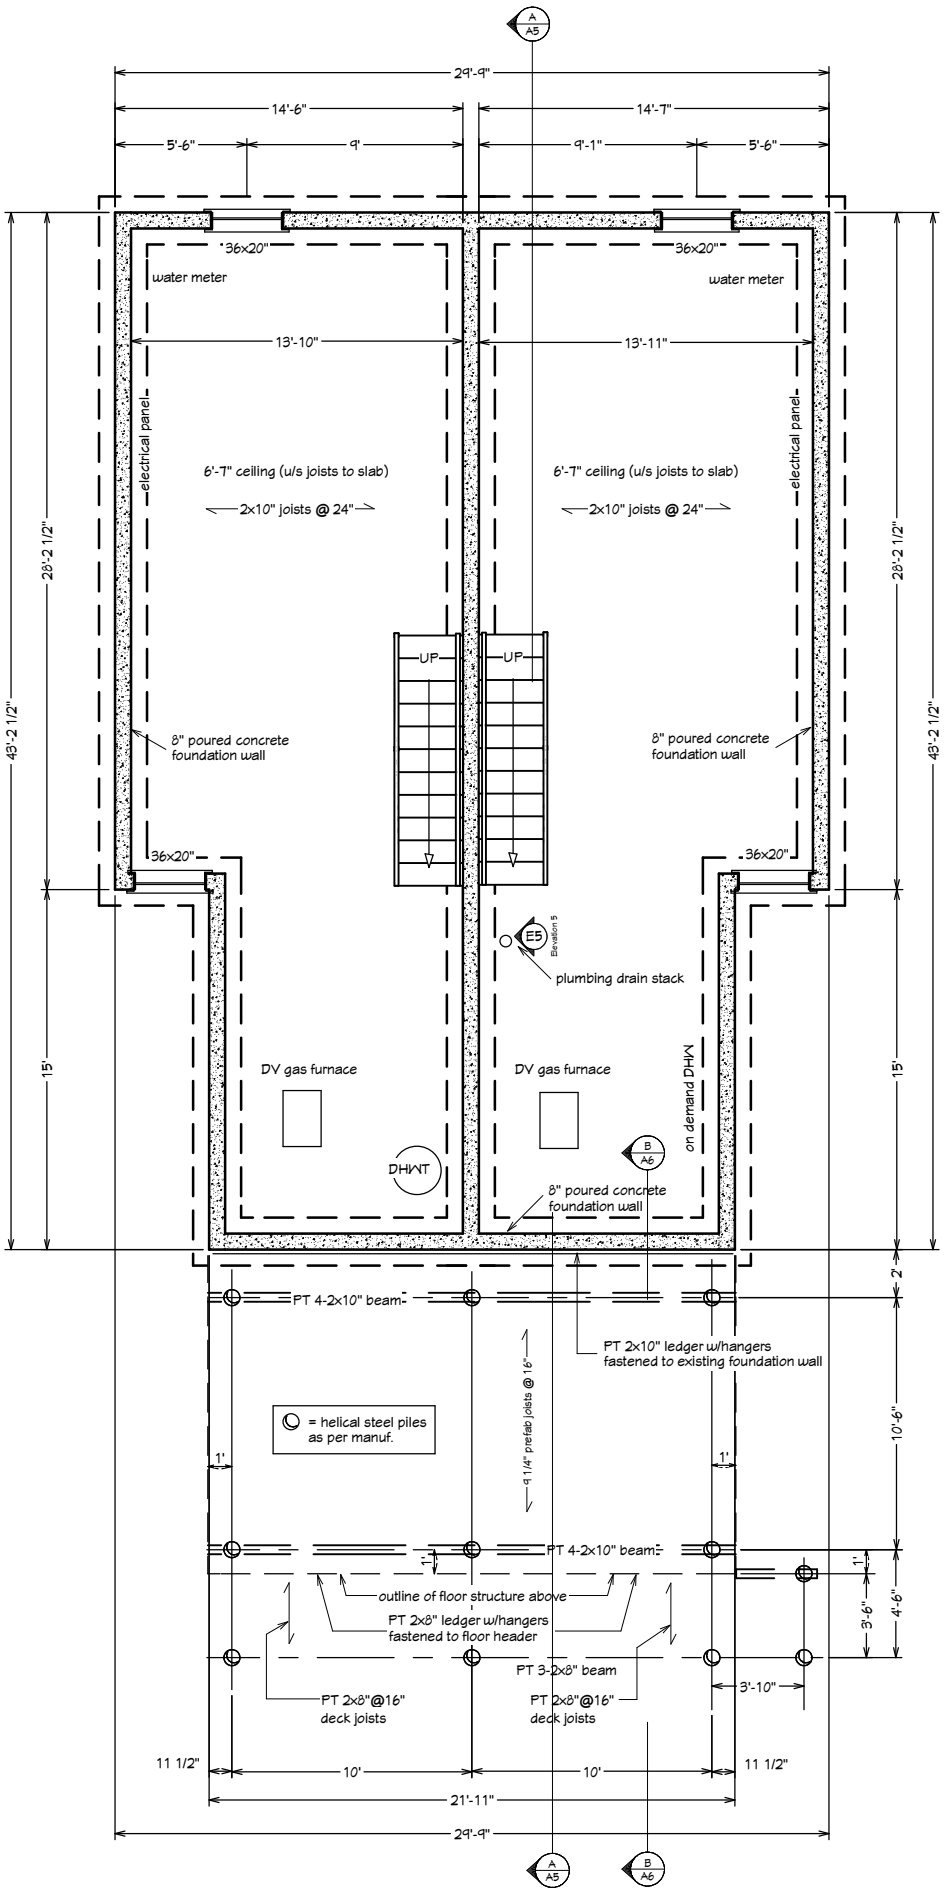 A
A5
29'-9"
14'-6"
14'-7"
5'-6"
9'
9'-1"
5'-6"
36x20"
36x20"
water meter
water meter
13'-10"
13'-11"
electrical panel
electrical panel
6'-7" ceiling (u/s joists to slab)
6'-7" ceiling (u/s joists to slab)
2x10" joists @ 24"
2x10" joists @ 24"
28'-2 1/2"
28'-2 1/2"
UP
UP
43'-2 1/2"
43'-2 1/2"
8" poured concrete
foundation wall
8" poured concrete
foundation wall
36x20"
36x20"
E5
Elevation 5
plumbing drain stack
15'
15'
DV gas furnace
DV gas furnace
on demand DHW
DHWT
B
A6
8" poured concrete
foundation wall
2'
PT 4-2x10" beam
PT 2x10" ledger w/hangers
fastened to existing foundation wall
9 1/4" prefab joists @ 16"
= helical steel piles
as per manuf.
10'-6"
1'
1'
PT 4-2x10" beam
1'
1'
outline of floor structure above
PT 2x8" ledger w/hangers
fastened to floor header
3'-6"
4'-6"
PT 3-2x8" beam
3'-10"
PT 2x8"@16"
deck joists
PT 2x8"@16"
deck joists
11 1/2"
10'
10'
11 1/2"
21'-11"
29'-9"
A
A5
B
A6